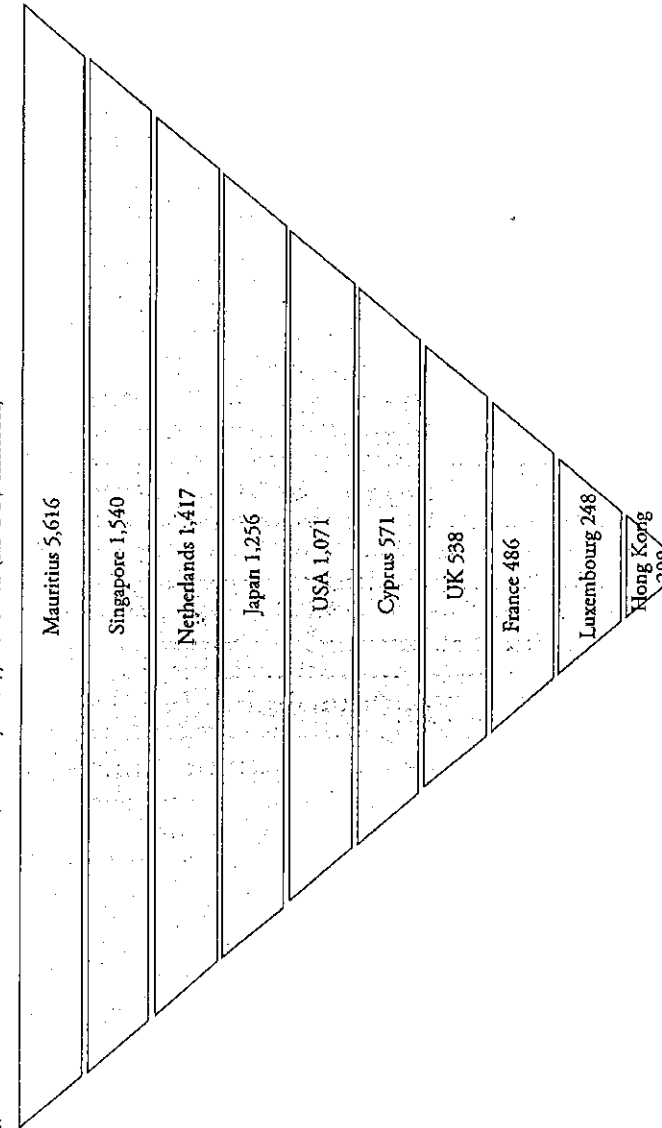 Mauritius 5,616
Singapore 1,540
Netherlands 1,417
Japan 1,256
USA 1,071
Cyprus 571
UK 538
France 486
Luxembourg 248
Hong Kong